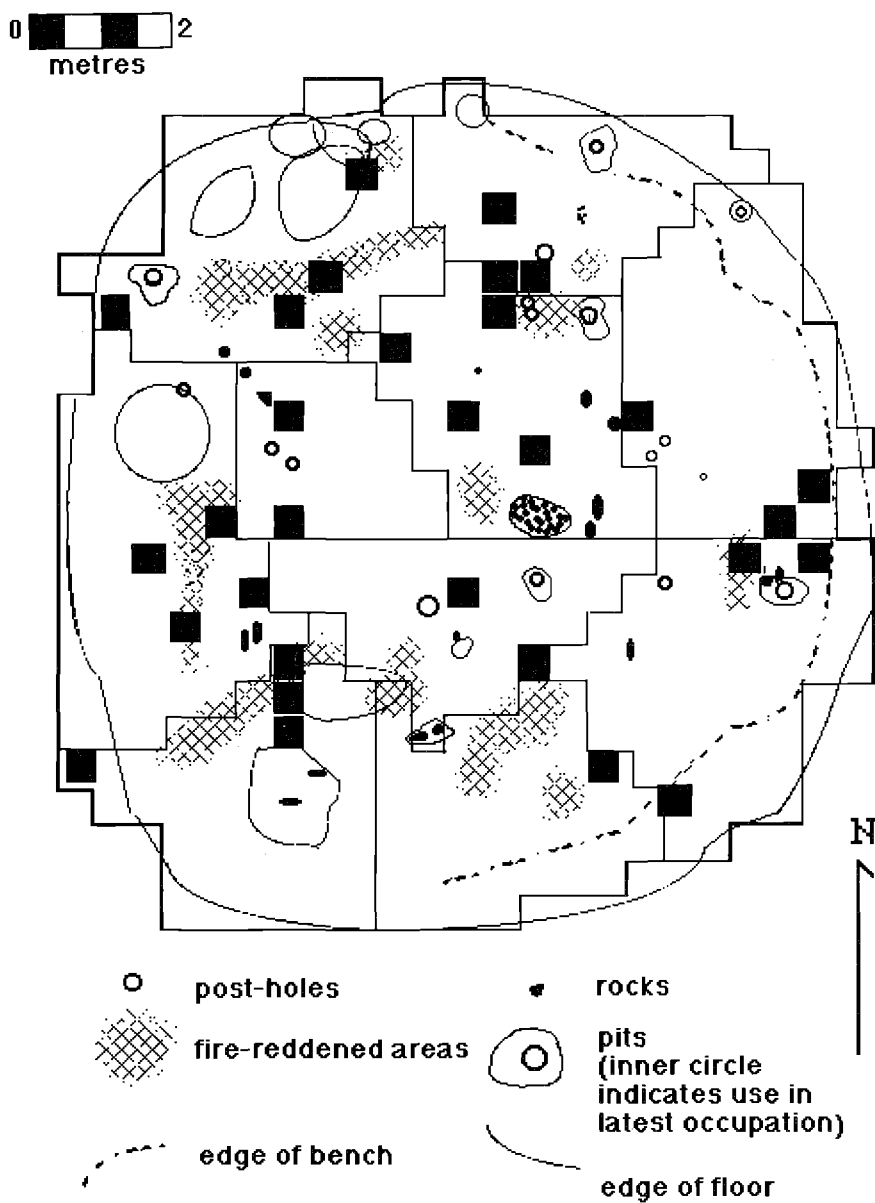 0 2
metres
N
post-holes
rocks
fire-reddened areas
pits
(inner circle
indicates use in
latest occupation)
edge of bench
edge of floor